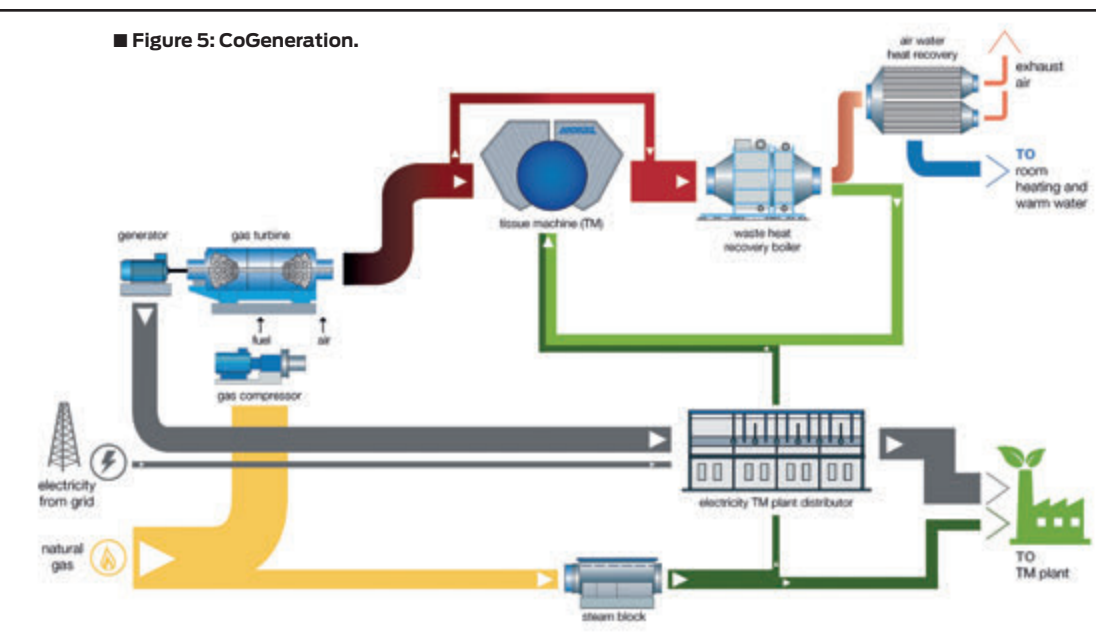 ■ Figure 5: CoGeneration.
air water
heat recovery
exhaust
air
TO
room
heating and
warm water
ANDRITZ
tissue machine (TM)
waste heat
recovery boiler
generator
gas turbine
fuel
air
gas compressor
electricity
from grid
electricity TM plant distributor
natural
gas
steam block
TO
TM plant